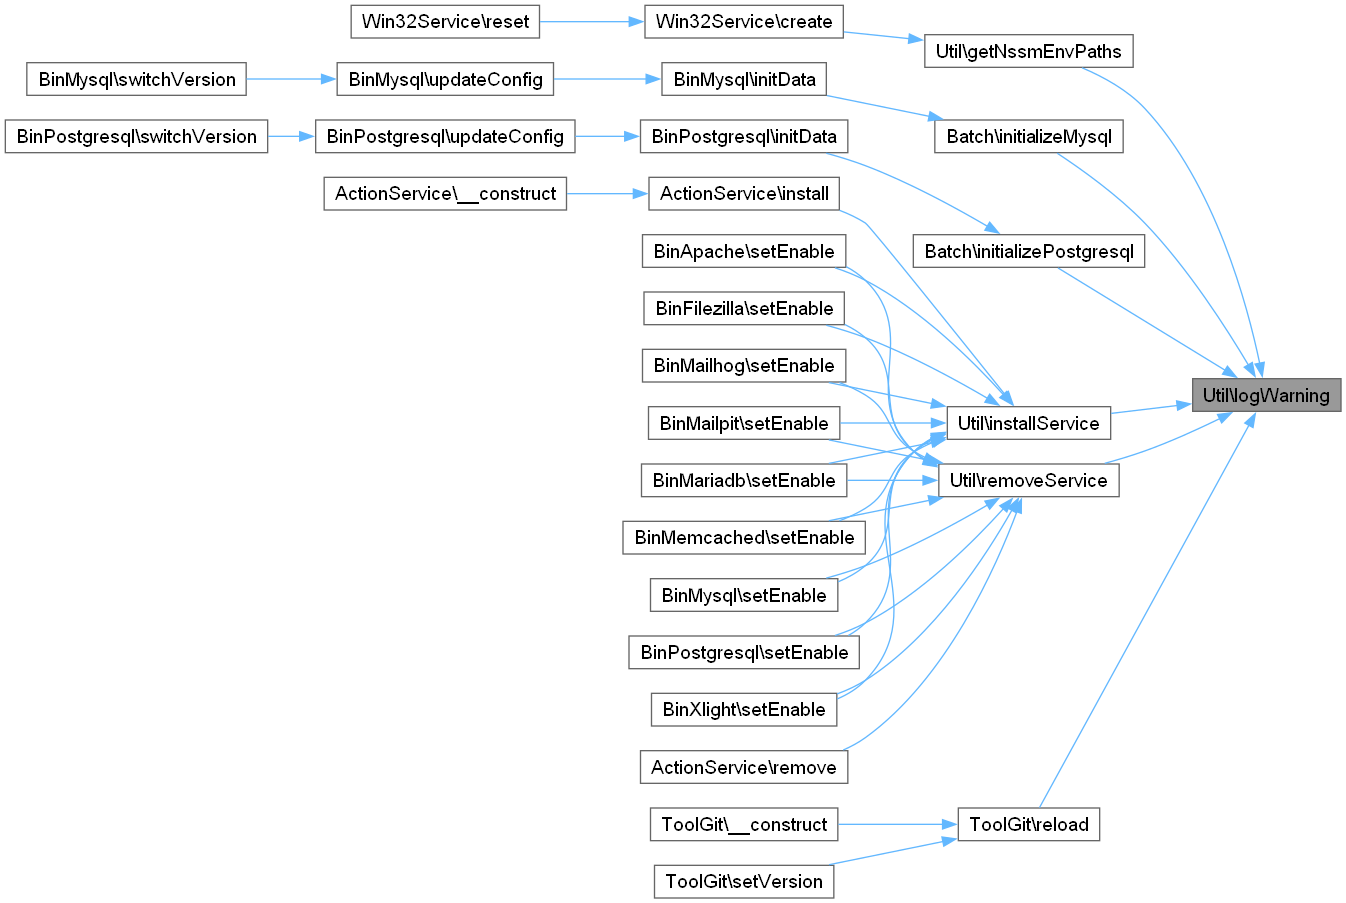 Win32Service\reset
Win32Service\create
Util\getNssmEnvPaths
BinMysql\switchVersion
BinMysql\updateConfig
BinMysql\initData
BinPostgresql\switchVersion
BinPostgresql\updateConfig
BinPostgresql\initData
Batch\initializeMysql
ActionService\__construct
ActionService\install
BinApache\setEnable
Batch\initializePostgresql
BinFilezilla\setEnable
BinMailhog\setEnable
Util\logWarning
BinMailpit\setEnable
Util\installService
BinMariadb\setEnable
Util\removeService
BinMemcached\setEnable
BinMysql\setEnable
BinPostgresql\setEnable
BinXlight\setEnable
ActionService\remove
ToolGit\__construct
ToolGit\reload
ToolGit\setVersion